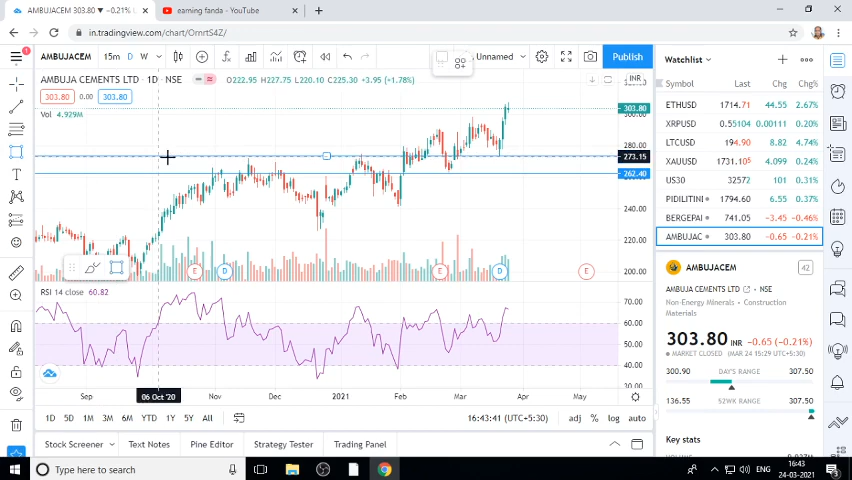 AMBUJACEM 303.80 ▼ −0.21% U
earning fanda - YouTube
in.tradingview.com/chart/OrnrtS4Z/
11
AMBUJACEM 15m D W Unnamed Publish
AMBUJA CEMENTS LTD · 1D · NSE O222.95 H227.75 L220.10 C225.30 +3.95 (+1.78%)
303.80 0.00 303.80
Vol 4.929M
INR
303.80
300.00
280.00
273.15
262.40
240.00
220.00
200.00
E D E D E
RSI 14 close 60.82
70.00
60.00
50.00
40.00
30.00
Sep 06 Oct '20 Nov Dec 2021 Feb Mar Apr May
1D 5D 1M 3M 6M YTD 1Y 5Y All 16:43:41 (UTC+5:30) adj % log auto
Stock Screener Text Notes Pine Editor Strategy Tester Trading Panel
Watchlist
Symbol Last Chg Chg%
ETHUSD 1714.71 44.55 2.67%
XRPUSD 0.55104 0.00111 0.20%
LTCUSD 194.90 8.82 4.74%
XAUUSD 1731.105 4.099 0.24%
US30 32572 101 0.31%
PIDILITIN 1794.60 6.55 0.37%
BERGEPAI 741.05 −3.45 −0.46%
AMBUJAC 303.80 −0.65 −0.21%
AMBUJACEM 42
AMBUJA CEMENTS LTD · NSE
Non-Energy Minerals · Construction
Materials
303.80 INR −0.65 (−0.21%)
MARKET CLOSED (MAR 24 15:29 UTC+5:30)
300.90 DAY'S RANGE 307.50
136.55 52WK RANGE 307.50
Key stats
Type here to search
ENG
16:43
24-03-2021
3